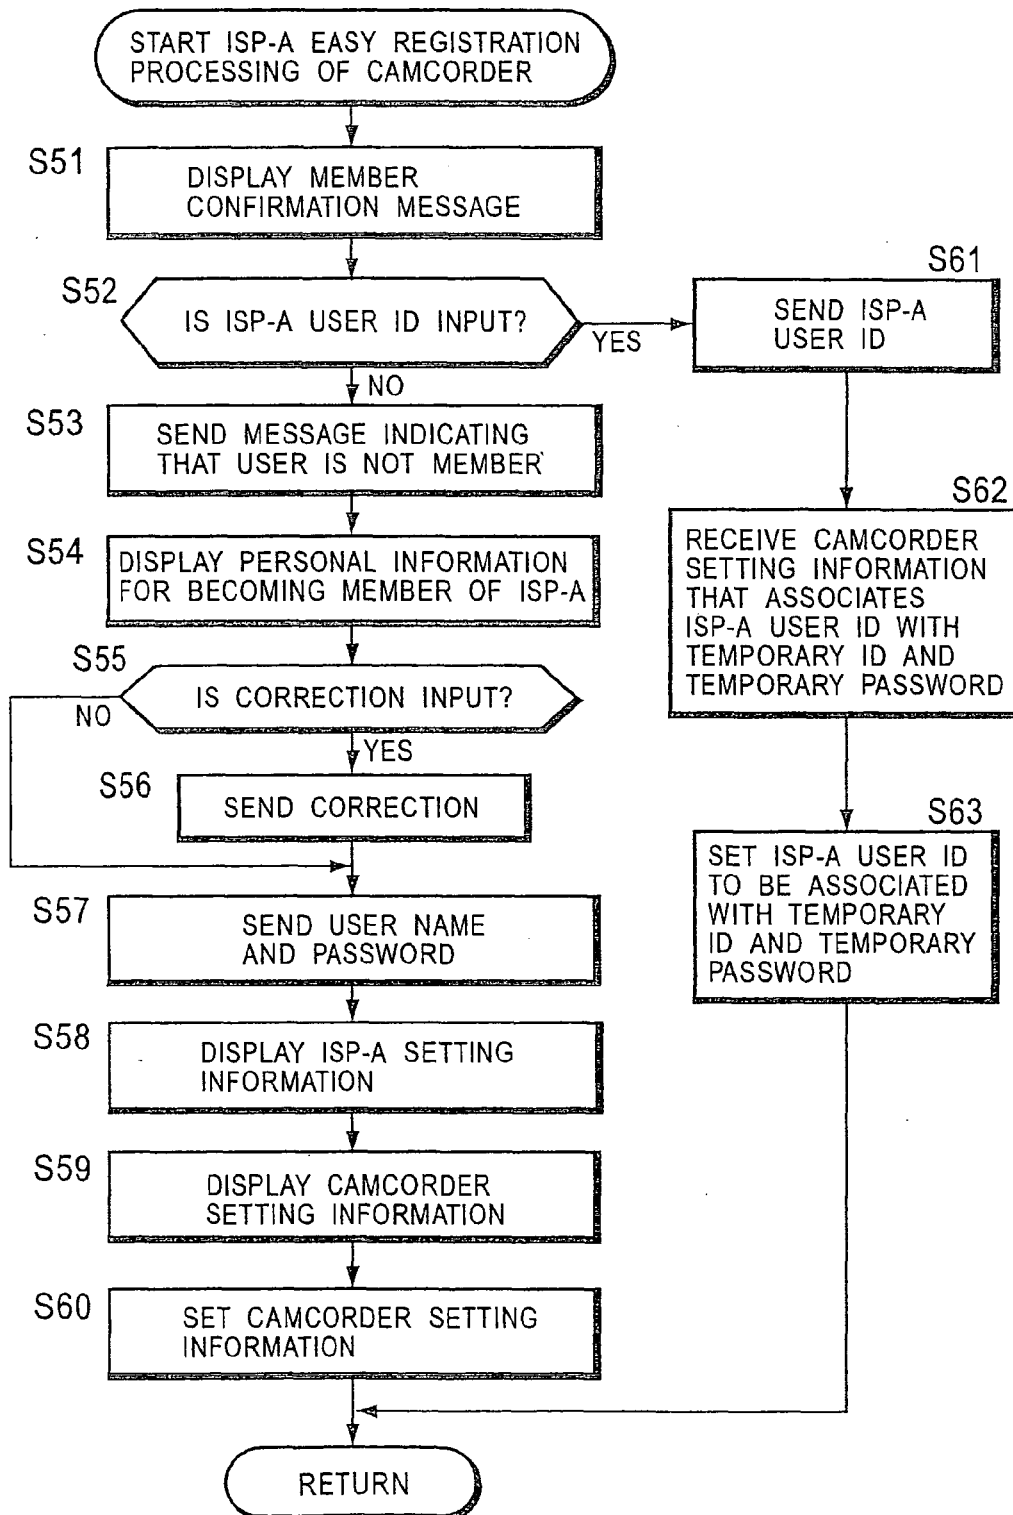 START ISP-A EASY REGISTRATION
PROCESSING OF CAMCORDER
S51
DISPLAY MEMBER
CONFIRMATION MESSAGE
S52
IS ISP-A USER ID INPUT?
YES
NO
S53
SEND MESSAGE INDICATING
THAT USER IS NOT MEMBER
S54
DISPLAY PERSONAL INFORMATION
FOR BECOMING MEMBER OF ISP-A
S55
IS CORRECTION INPUT?
NO
YES
S56
SEND CORRECTION
S57
SEND USER NAME
AND PASSWORD
S58
DISPLAY ISP-A SETTING
INFORMATION
S59
DISPLAY CAMCORDER
SETTING INFORMATION
S60
SET CAMCORDER SETTING
INFORMATION
S61
SEND ISP-A
USER ID
S62
RECEIVE CAMCORDER
SETTING INFORMATION
THAT ASSOCIATES
ISP-A USER ID WITH
TEMPORARY ID AND
TEMPORARY PASSWORD
S63
SET ISP-A USER ID
TO BE ASSOCIATED
WITH TEMPORARY
ID AND TEMPORARY
PASSWORD
RETURN